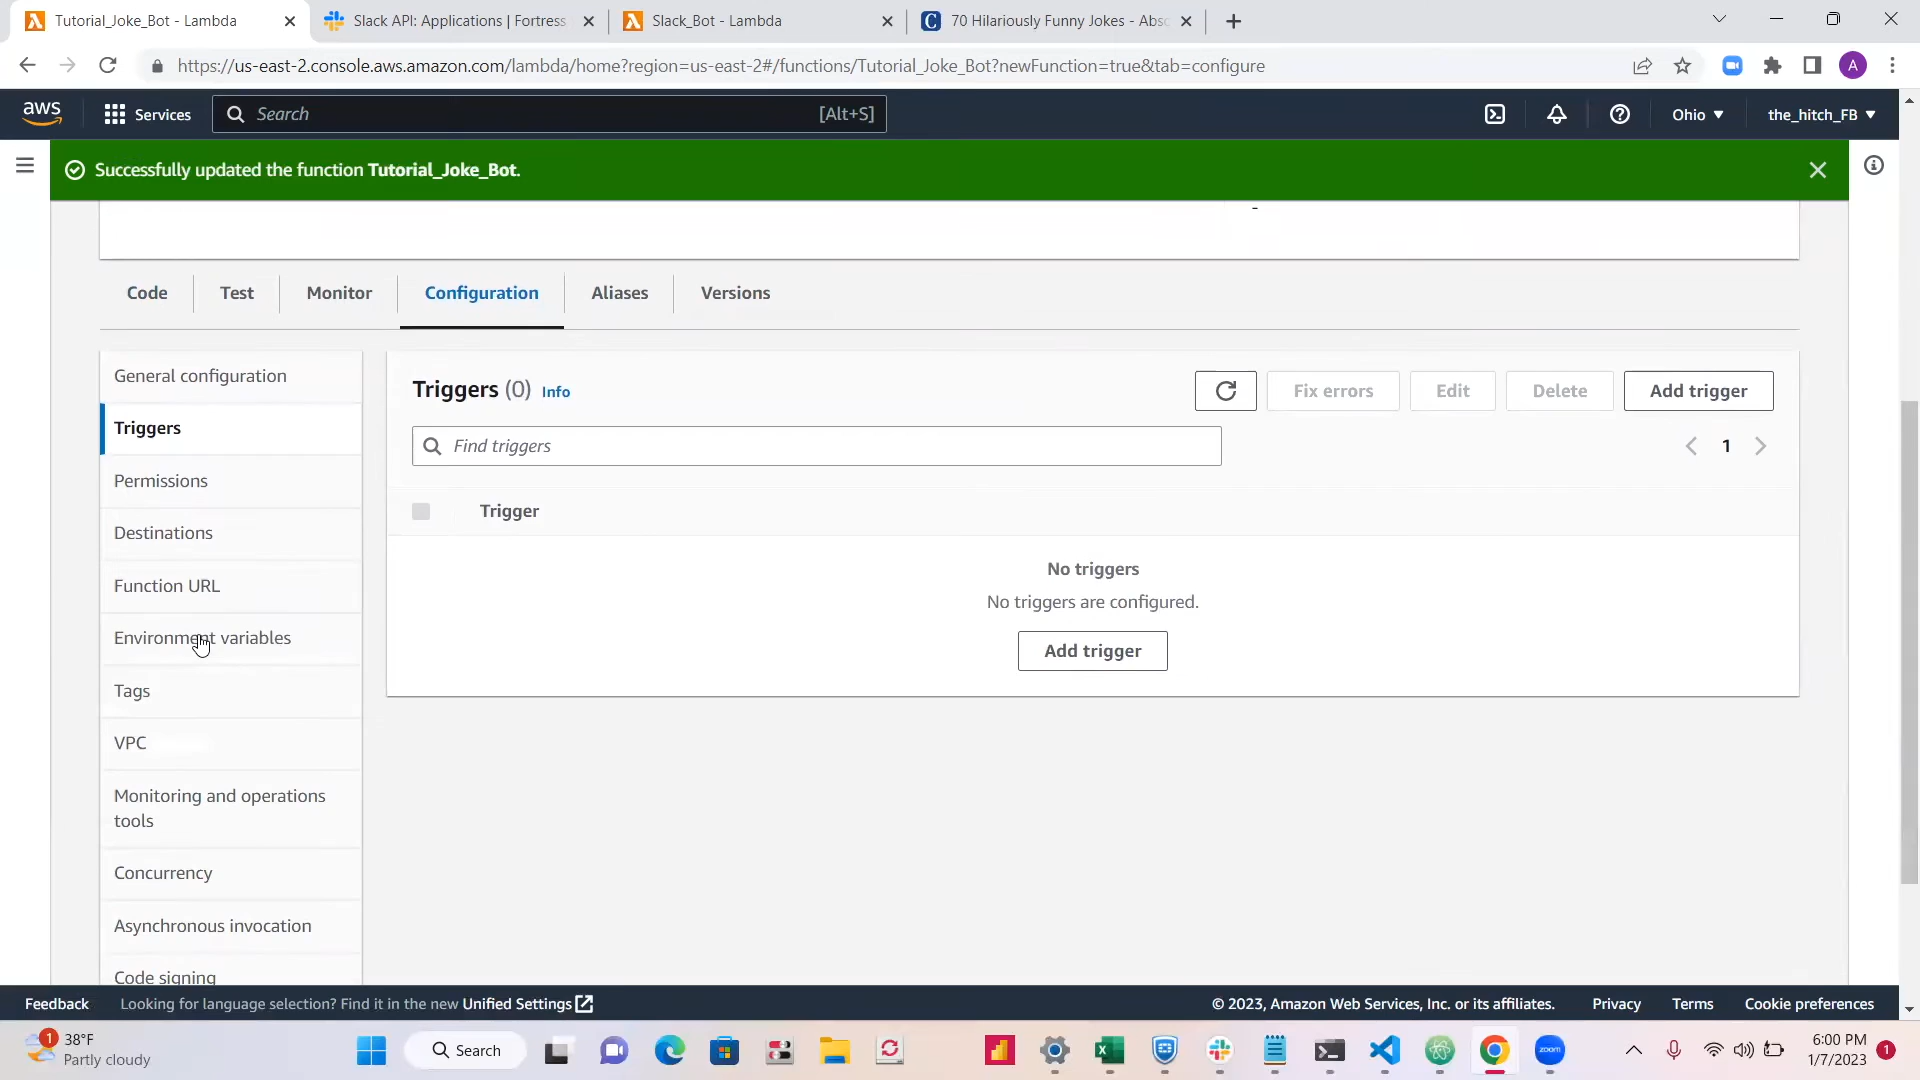 Tutorial_Joke_Bot - Lambda
Slack API: Applications | Fortress
Slack_Bot - Lambda
70 Hilariously Funny Jokes - Abso
https://us-east-2.console.aws.amazon.com/lambda/home?region=us-east-2#/functions/Tutorial_Joke_Bot?newFunction=true&tab=configure
A
aws
Services
Search
[Alt+S]
Ohio
the_hitch_FB
Successfully updated the function Tutorial_Joke_Bot.
-
Code
Test
Monitor
Configuration
Aliases
Versions
General configuration
Triggers
Permissions
Destinations
Function URL
Environment variables
Tags
VPC
Monitoring and operations
tools
Concurrency
Asynchronous invocation
Code signing
Triggers (0) Info
Fix errors
Edit
Delete
Add trigger
Find triggers
1
Trigger
No triggers
No triggers are configured.
Add trigger
Feedback
Looking for language selection? Find it in the new Unified Settings
© 2023, Amazon Web Services, Inc. or its affiliates.
Privacy
Terms
Cookie preferences
1
38°F
Partly cloudy
Search
zoom
6:00 PM
1/7/2023
1